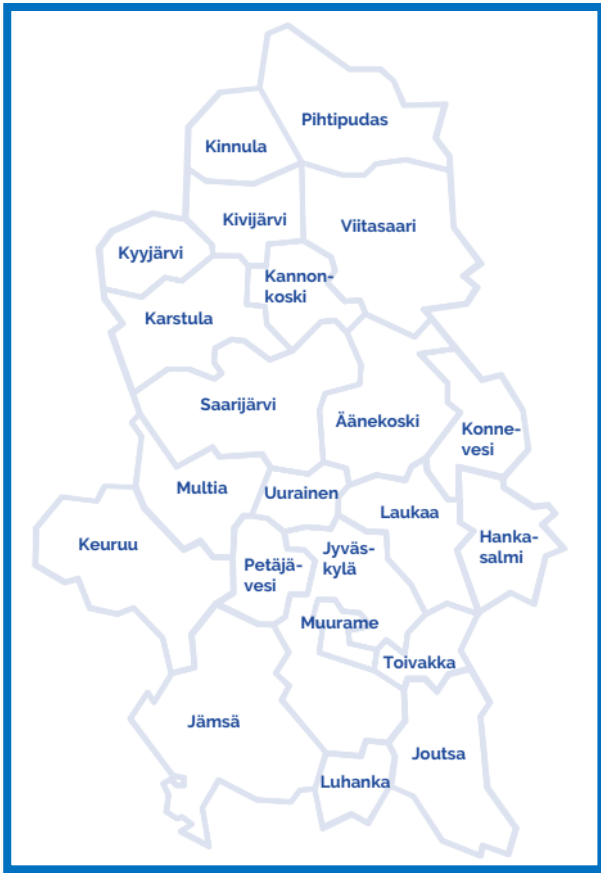 Pihtipudas
Kinnula
Kivijärvi
Viitasaari
Kyyjärvi
Kannon-
koski
Karstula
Saarijärvi
Äänekoski
Konne-
vesi
Multia
Uurainen
Laukaa
Keuruu
Hanka-
salmi
Jyväs-
kylä
Petäjä-
vesi
Muurame
Toivakka
Jämsä
Joutsa
Luhanka